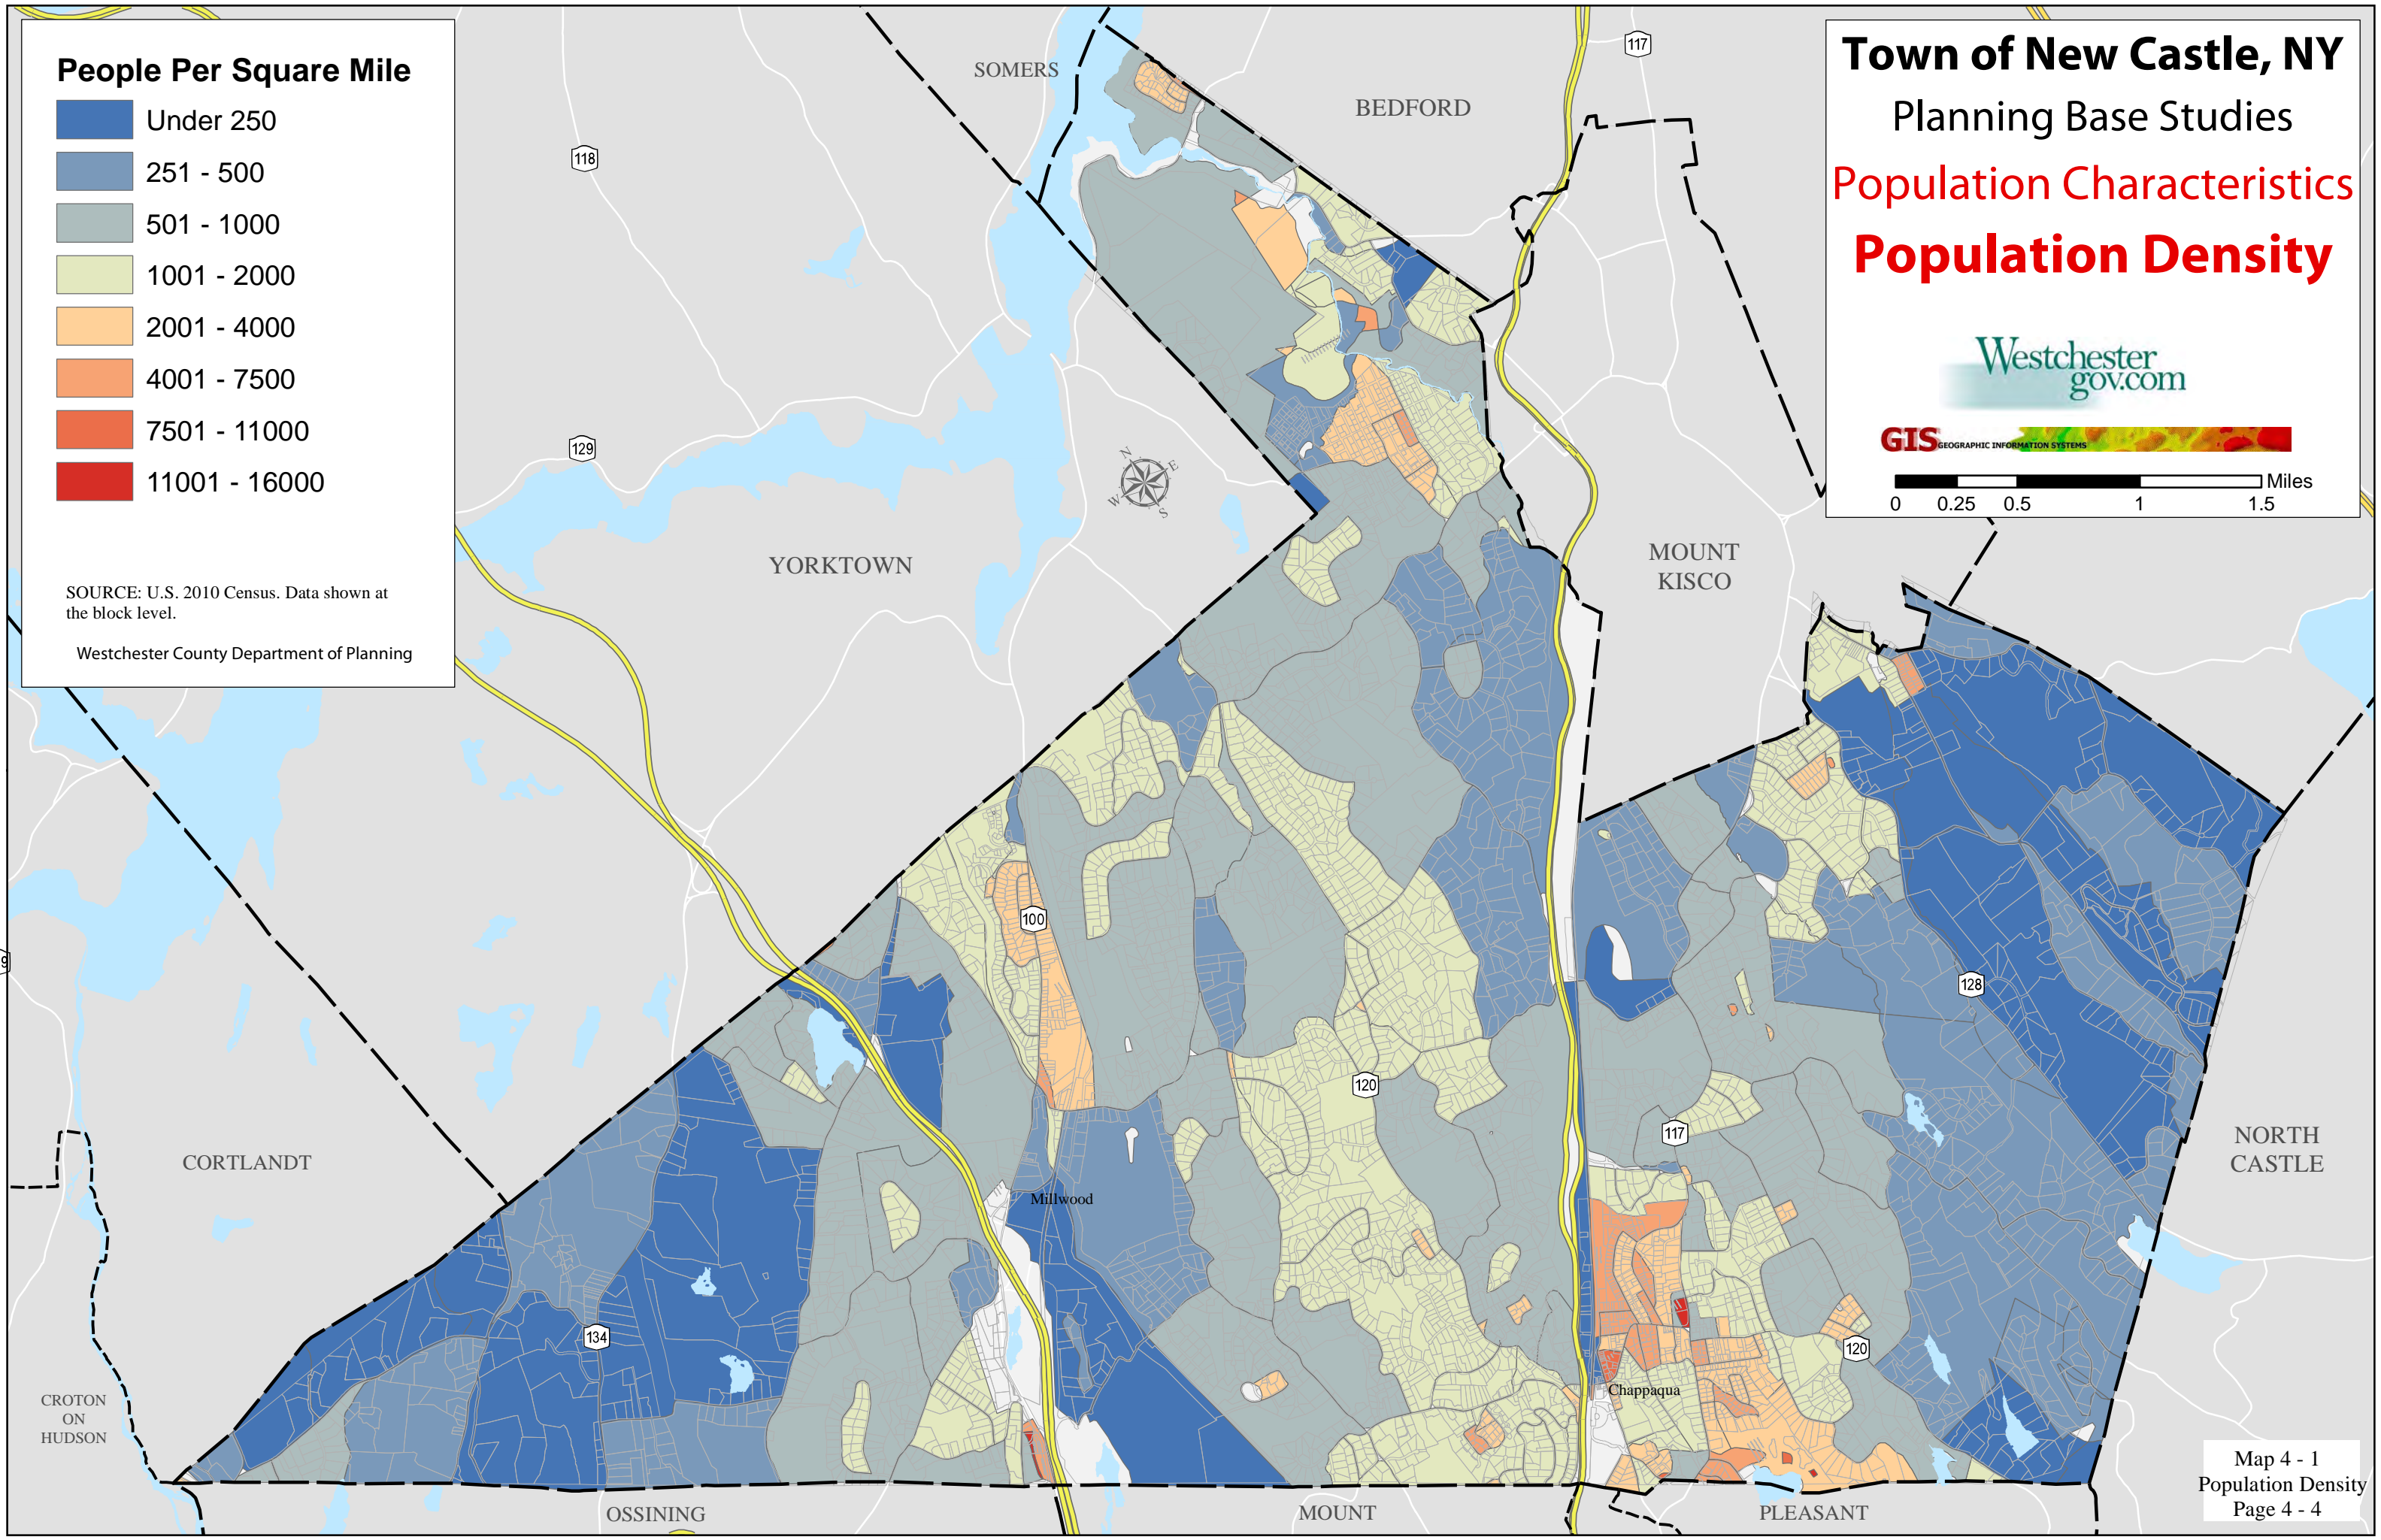 People Per Square Mile
Under 250
251 - 500
501 - 1000
1001 - 2000
2001 - 4000
4001 - 7500
7501 - 11000
11001 - 16000
SOURCE: U.S. 2010 Census. Data shown at
the block level.
Westchester County Department of Planning
Town of New Castle, NY
Planning Base Studies
Population Characteristics
Population Density
Westchester
gov.com
GIS GEOGRAPHIC INFORMATION SYSTEMS
Miles
0 0.25 0.5 1 1.5
SOMERS
BEDFORD
117
118
129
N
E
W
S
YORKTOWN
MOUNT
KISCO
100
9
128
120
117
CORTLANDT
NORTH
CASTLE
Millwood
134
120
Chappaqua
CROTON
ON
HUDSON
OSSINING
MOUNT
PLEASANT
Map 4 - 1
Population Density
Page 4 - 4